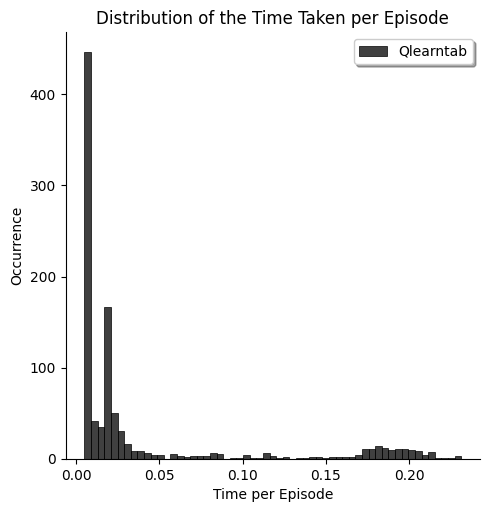 Distribution of the Time Taken per Episode
Qlearntab
Occurrence
400
300
200
100
0
0.00 0.05 0.10 0.15 0.20
Time per Episode